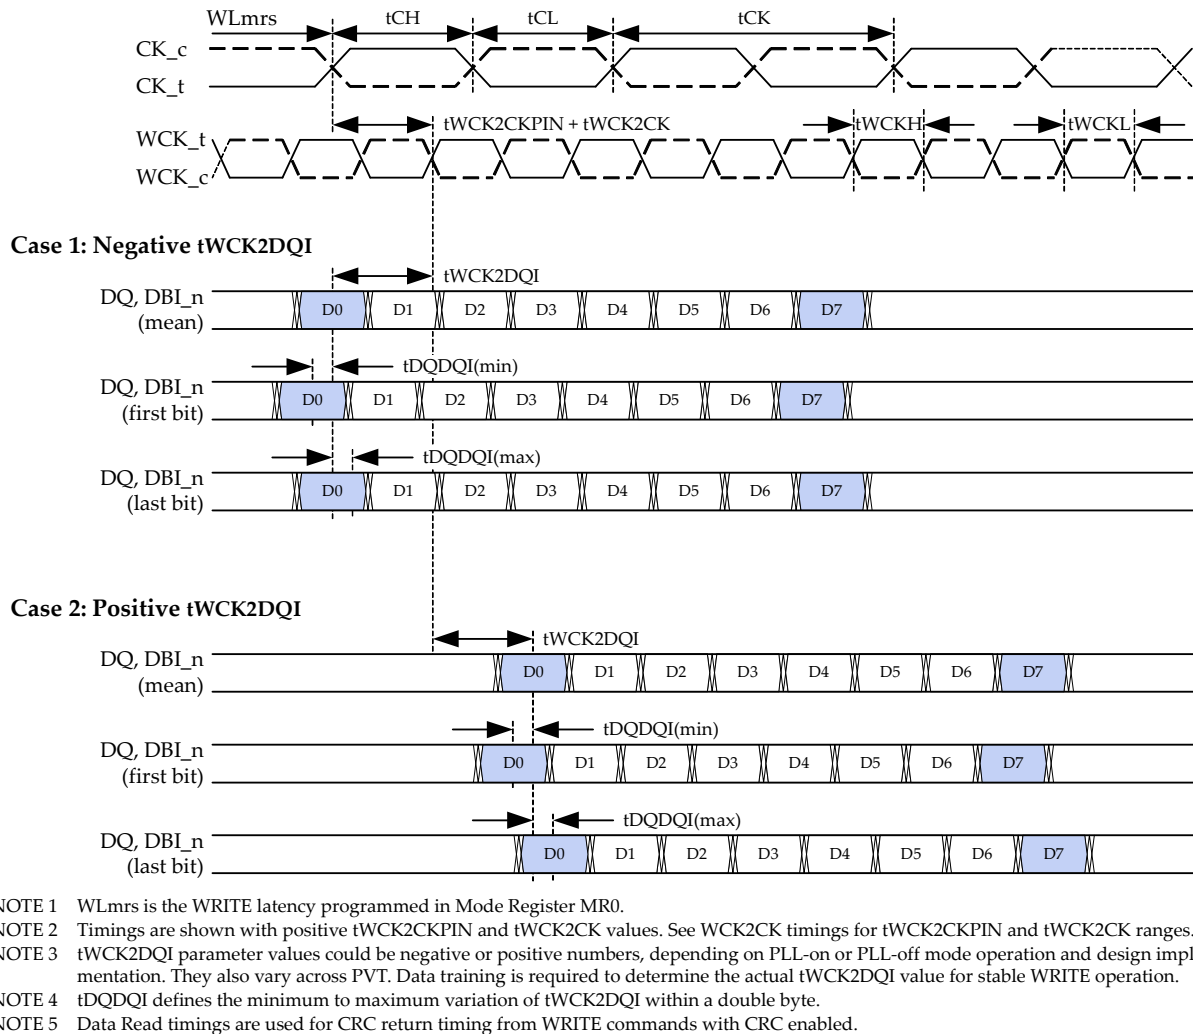 WLmrs tCH tCL tCK
CK_c
CK_t
tWCK2CKPIN + tWCK2CK tWCKH tWCKL
WCK_t
WCK_c
Case 1: Negative tWCK2DQI
tWCK2DQI
DQ, DBI_n
(mean)
D0 D1 D2 D3 D4 D5 D6 D7
tDQDQI(min)
DQ, DBI_n
(first bit)
D0 D1 D2 D3 D4 D5 D6 D7
tDQDQI(max)
DQ, DBI_n
(last bit)
D0 D1 D2 D3 D4 D5 D6 D7
Case 2: Positive tWCK2DQI
tWCK2DQI
DQ, DBI_n
(mean)
D0 D1 D2 D3 D4 D5 D6 D7
tDQDQI(min)
DQ, DBI_n
(first bit)
D0 D1 D2 D3 D4 D5 D6 D7
tDQDQI(max)
DQ, DBI_n
(last bit)
D0 D1 D2 D3 D4 D5 D6 D7
NOTE 1 WLmrs is the WRITE latency programmed in Mode Register MR0.
NOTE 2 Timings are shown with positive tWCK2CKPIN and tWCK2CK values. See WCK2CK timings for tWCK2CKPIN and tWCK2CK ranges.
NOTE 3 tWCK2DQI parameter values could be negative or positive numbers, depending on PLL-on or PLL-off mode operation and design impl
mentation. They also vary across PVT. Data training is required to determine the actual tWCK2DQI value for stable WRITE operation.
NOTE 4 tDQDQI defines the minimum to maximum variation of tWCK2DQI within a double byte.
NOTE 5 Data Read timings are used for CRC return timing from WRITE commands with CRC enabled.